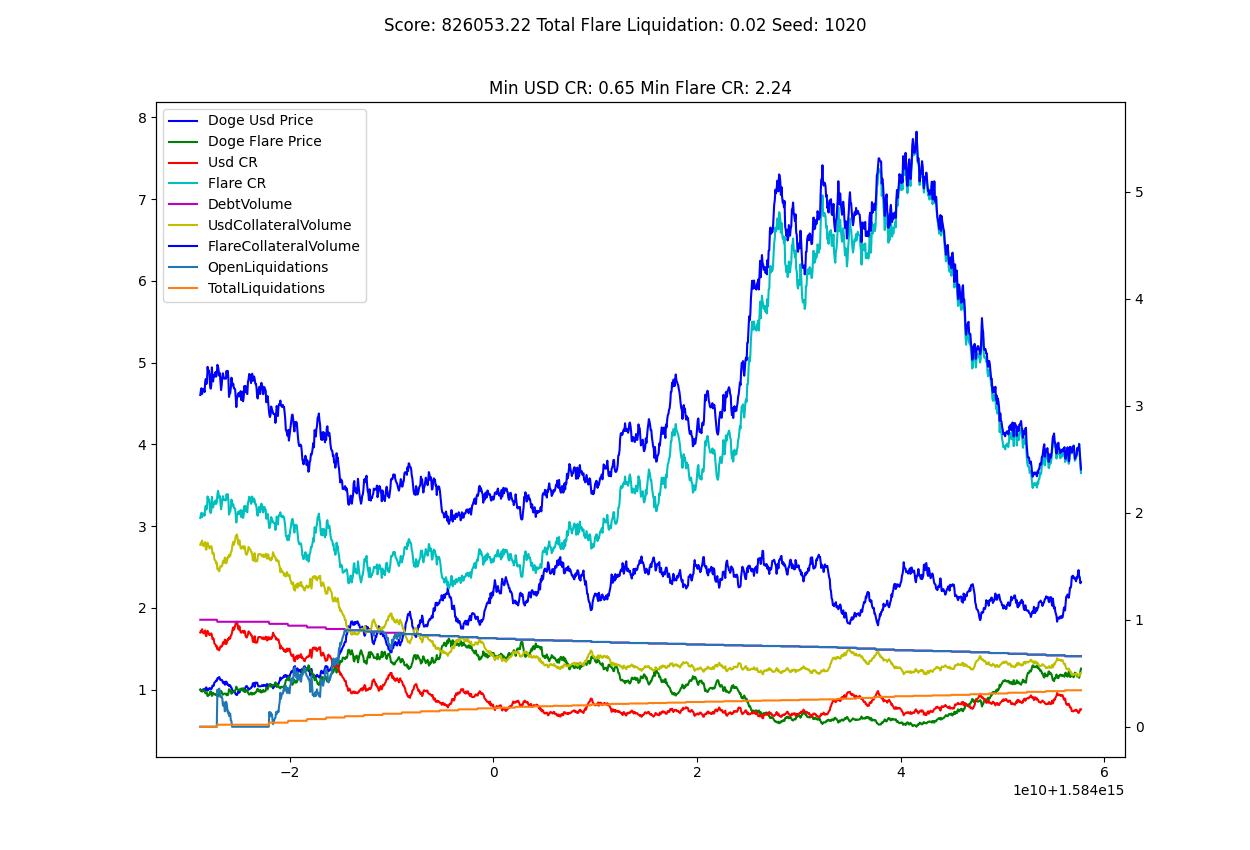 Score: 826053.22 Total Flare Liquidation: 0.02 Seed: 1020
Min USD CR: 0.65 Min Flare CR: 2.24
Doge Usd Price
Doge Flare Price
Usd CR
Flare CR
DebtVolume
UsdCollateralVolume
FlareCollateralVolume
OpenLiquidations
TotalLiquidations
8
7
6
5
4
3
2
1
5
4
3
2
1
0
−2
0
2
4
6
1e10+1.584e15